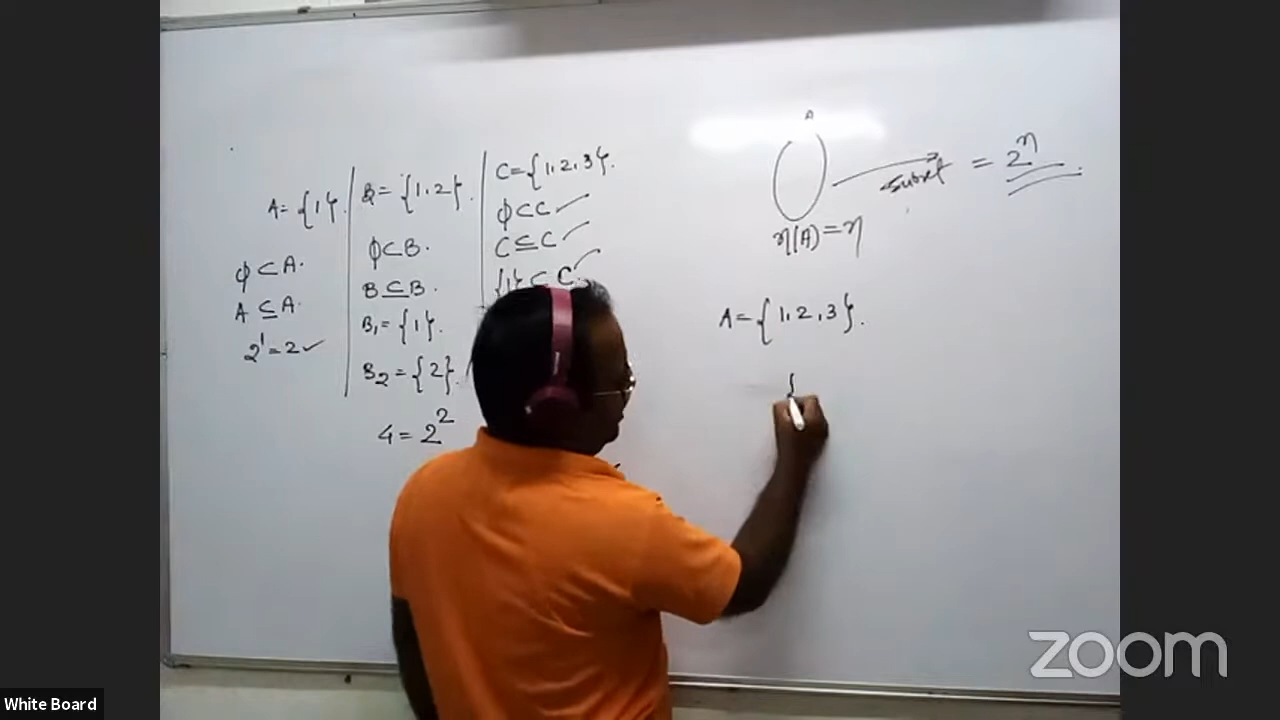 A = {1}.
φ ⊂ A.
A ⊆ A.
2¹ = 2 ✓
B = {1, 2}.
φ ⊂ B.
B ⊆ B.
B₁ = {1}.
B₂ = {2}.
4 = 2²
C = {1, 2, 3}.
φ ⊂ C ✓
C ⊆ C ✓
{1} ⊂ C ✓
A
subset = 2ⁿ
n(A) = n
A = {1, 2, 3}.
{
zoom
White Board